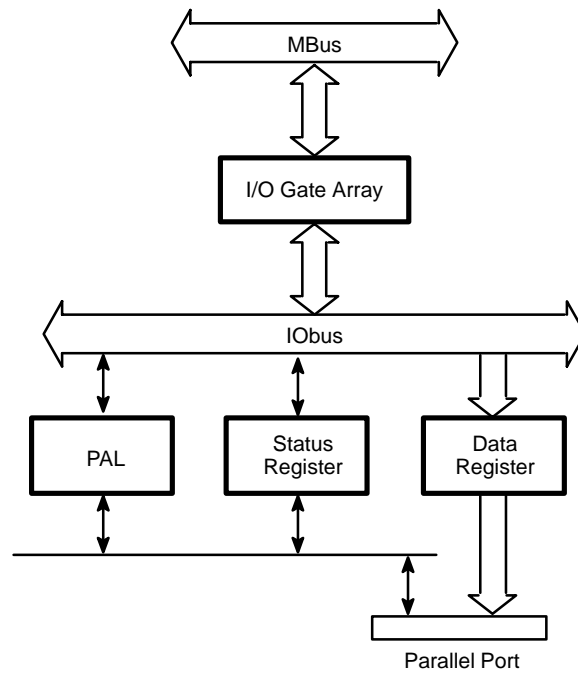 MBus
I/O Gate Array
IObus
PAL
Status
Register
Data
Register
Parallel Port